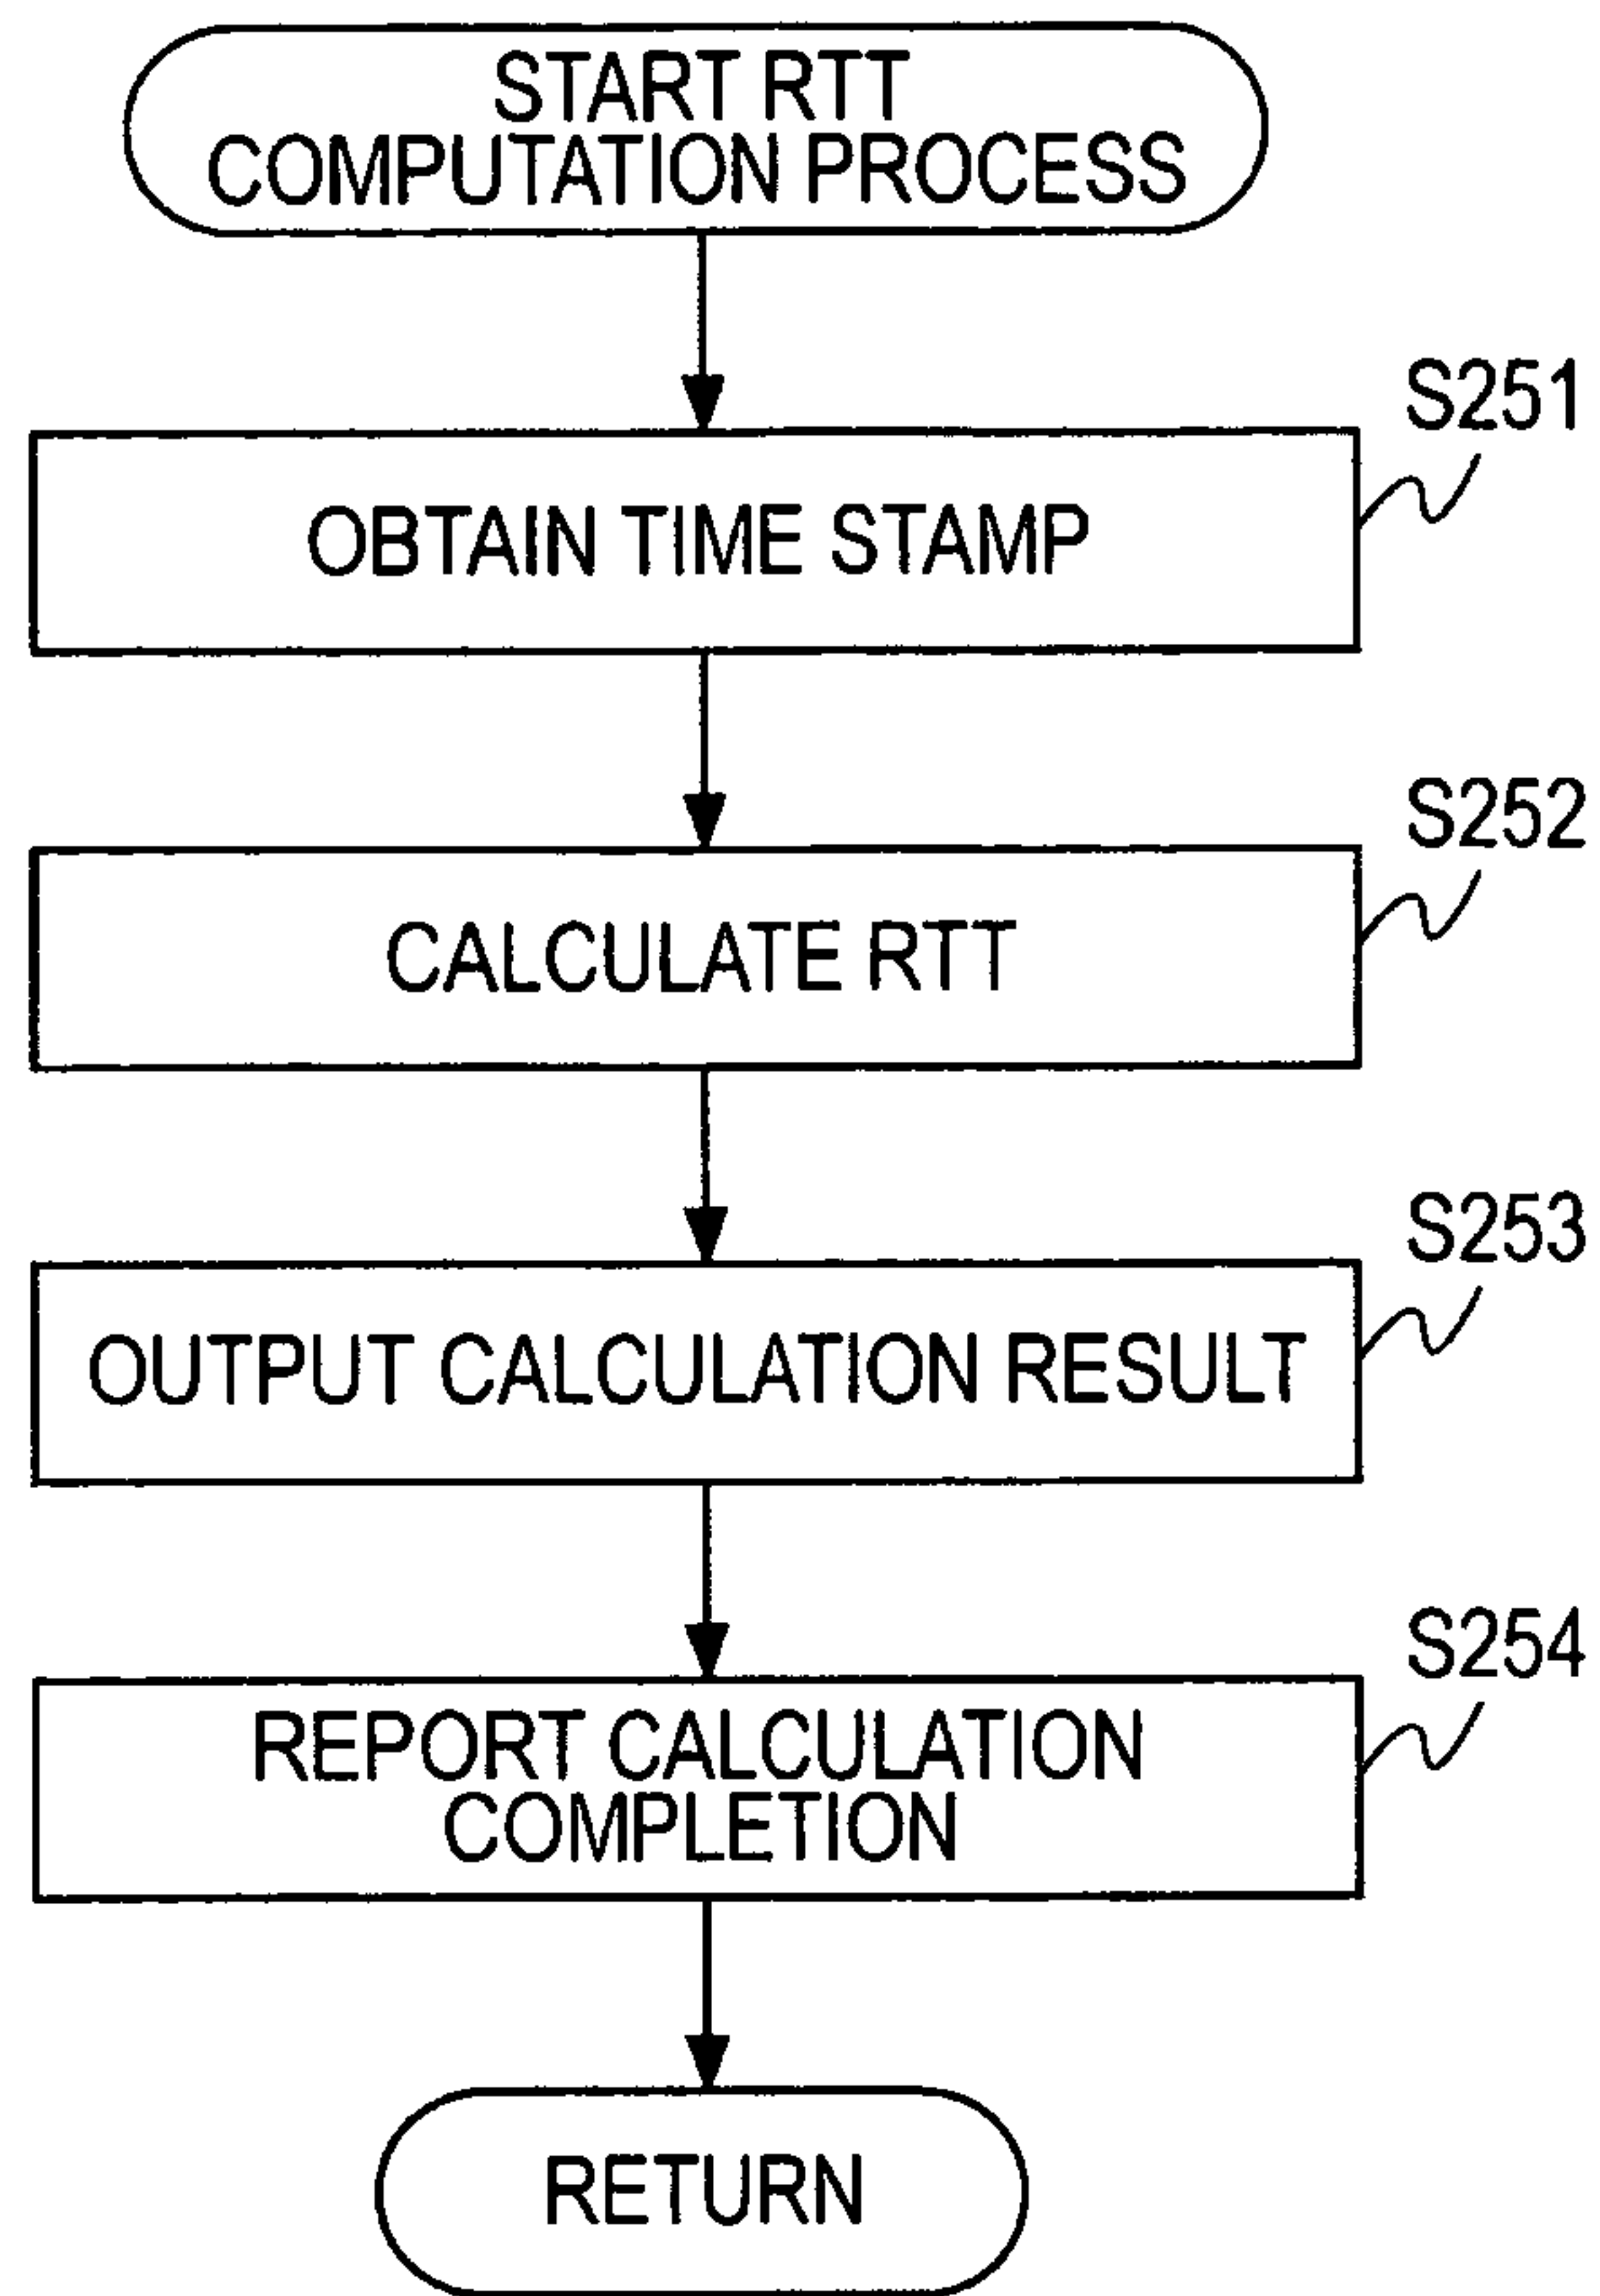 START RTT
COMPUTATION PROCESS
S251
OBTAIN TIME STAMP
S252
CALCULATE RTT
S253
OUTPUT CALCULATION RESULT
S254
REPORT CALCULATION
COMPLETION
RETURN